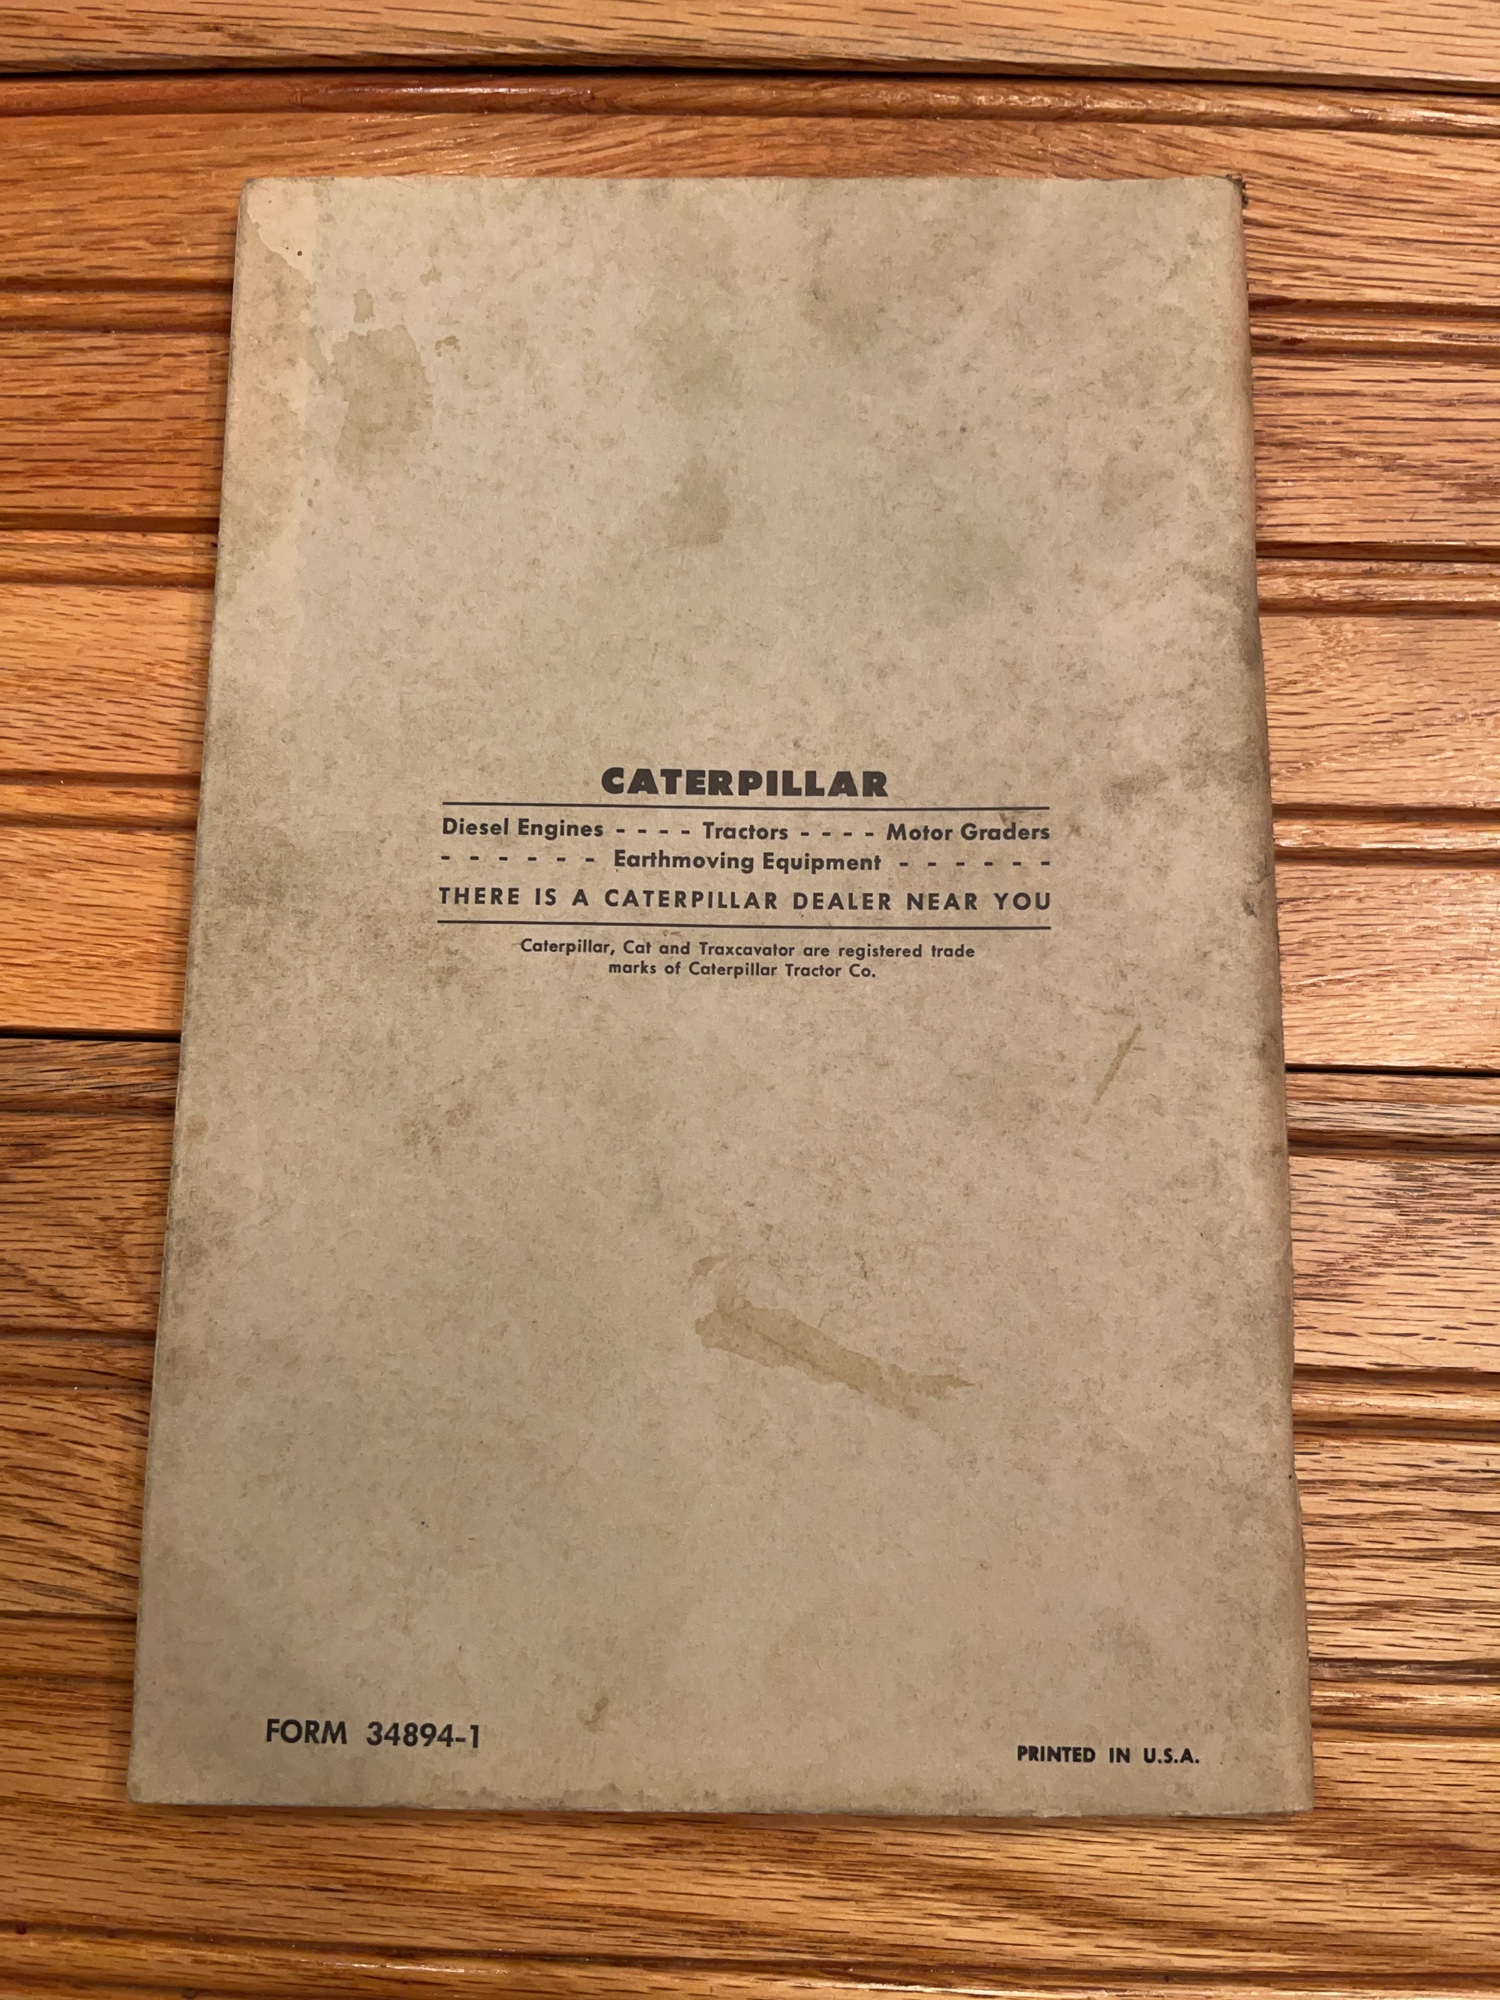 CATERPILLAR
Diesel Engines - - - - Tractors - - - - Motor Graders
- - - - - - Earthmoving Equipment - - - - - -
THERE IS A CATERPILLAR DEALER NEAR YOU
Caterpillar, Cat and Traxcavator are registered trade
marks of Caterpillar Tractor Co.
FORM 34894-1
PRINTED IN U.S.A.